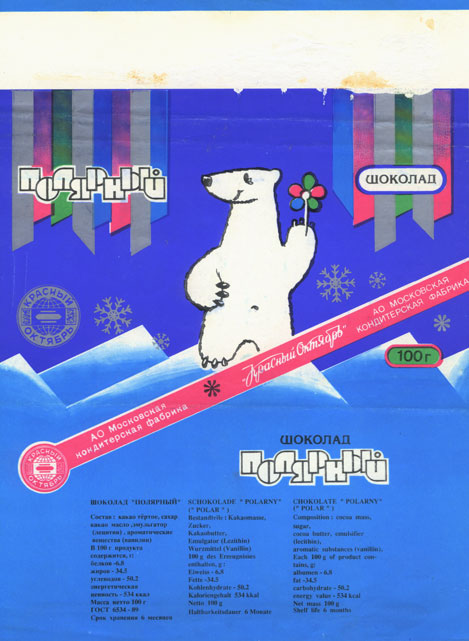 ПОЛЯРНЫЙ
ШОКОЛАД
КРАСНЫЙ
ОКТЯБРЬ
АО МОСКОВСКАЯ
КОНДИТЕРСКАЯ ФАБРИКА
"Красный Октябрь"
100 г
АО Московская
кондитерская фабрика
КРАСНЫЙ
ОКТЯБРЬ
ШОКОЛАД
ПОЛЯРНЫЙ
ШОКОЛАД "ПОЛЯРНЫЙ"
Состав: какао тёртое, сахар
какао масло, эмульгатор
(лецитин), ароматические
вещества (ванилин)
В 100 г продукта
содержится, г:
белков - 6,0
жиров - 34,5
углеводов - 50,2
энергетическая
ценность - 534 ккал
Масса нетто 100 г
ГОСТ 6534 - 89
Срок хранения 6 месяцев
SCHOKOLADE " POLARNY"
(" POLAR ")
Bestandteile : Kakaomasse,
Zucker,
Kakaobutter,
Emulgator (Lezithin)
Wurzmittel (Vanillin)
100 g des Erzeugnisses
enthalten, g :
Eiweiss - 6,0
Fette - 34,5
Kohlenhydrate - 50,2
Kaloriengehalt 534 kcal
Netto 100 g
Haltbarkeitsdauer 6 Monate
CHOKOLATE " POLARNY"
(" POLAR ")
Composition : cocoa mass,
sugar,
cocoa butter, emulsifier
(lecithin),
aromatic substances (vanillin),
Each 100 g of product con-
tains, g:
albumen - 6,0
fat -34,5
carbohydrate - 50,2
energy value - 534 kcal
Net mass 100 g
Shelf life 6 months